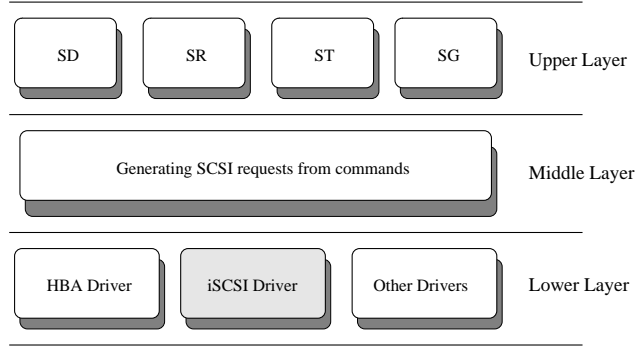 SD SR ST SG Upper Layer
Generating SCSI requests from commands Middle Layer
HBA Driver iSCSI Driver Other Drivers Lower Layer